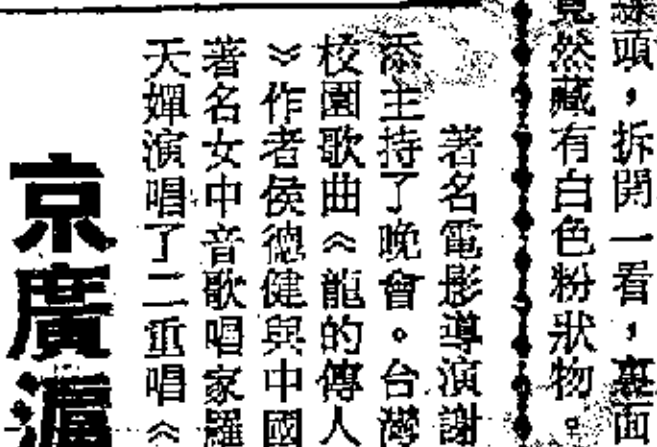 頭，拆開一看，裏面
竟然藏有白色粉狀物。
著名電影導演謝
添主持了晚會。台灣
校園歌曲《龍的傳人
》作者侯德健與中國
著名女中音歌唱家羅
天嬋演唱了二重唱《
京廣滬